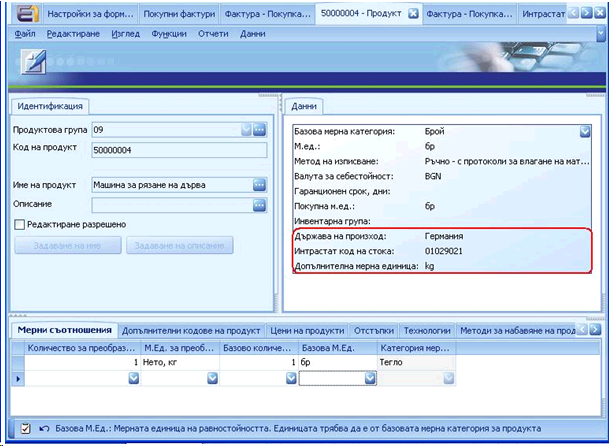 Настройки за форм... Покупни фактури Фактура - Покупка... 50000004 - Продукт Фактура - Покупка... Интрастат
Файл Редактиране Изглед Функции Отчети Данни
Идентификация
Продуктова група 09
Код на продукт 50000004
Име на продукт Машина за рязане на дърва
Описание
Редактиране разрешено
Задаване на име Задаване на описание
Данни
Базова мерна категория: Брой
М.ед.: бр
Метод на изписване: Ръчно - с протоколи за влагане на мат...
Валута за себестойност: BGN
Гаранционен срок, дни:
Покупна м.ед.: бр
Инвентарна група:
Държава на произход: Германия
Интрастат код на стока: 01029021
Допълнителна мерна единица: kg
Мерни съотношения Допълнителни кодове на продукт Цени на продукти Отстъпки Технологии Методи за набавяне на прод
Количество за преобраз... М.Ед. за преоб... Базово количе... Базова М.Ед. Категория мер...
1 Нето, кг 1 бр Тегло
Базова М.Ед.: Мерната единица на равностойността. Единицата трябва да е от базовата мерна категория за продукта